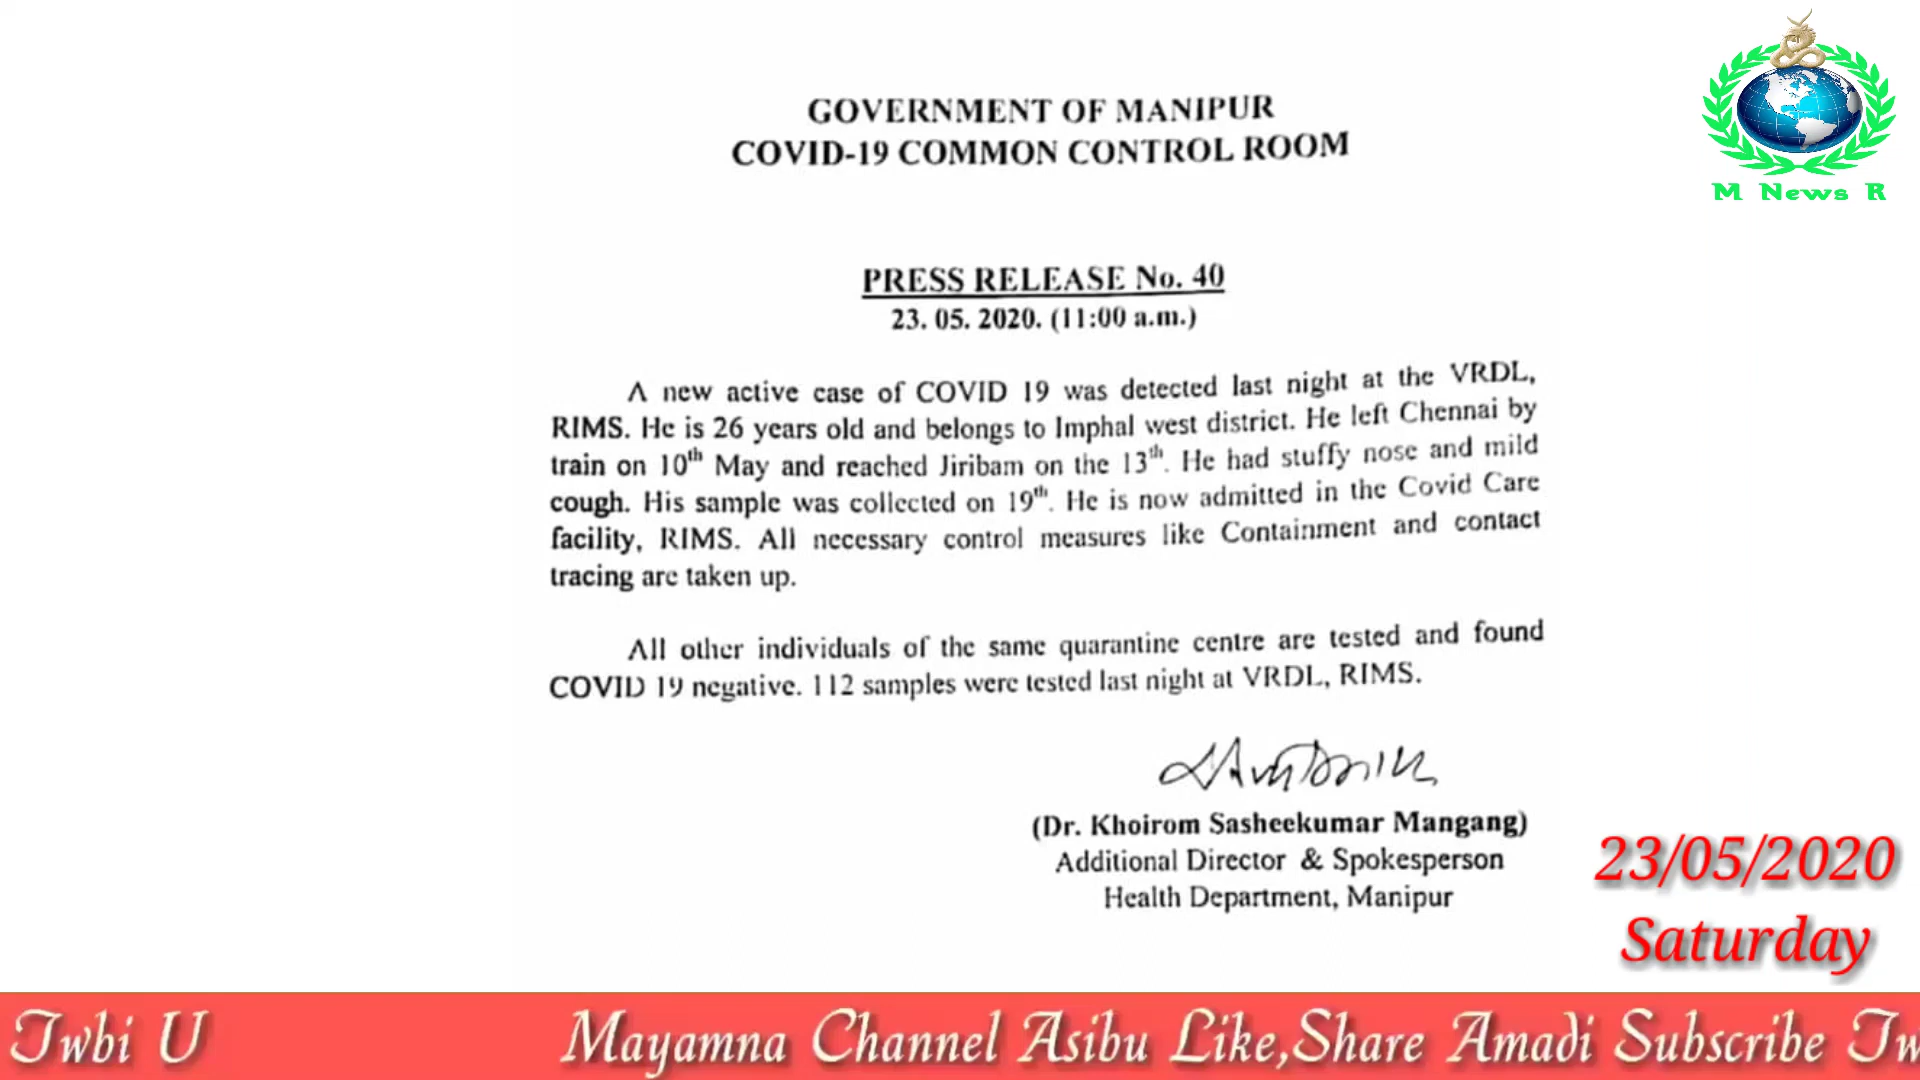 GOVERNMENT OF MANIPUR
COVID-19 COMMON CONTROL ROOM
M News R
PRESS RELEASE No. 40
23. 05. 2020. (11:00 a.m.)
A new active case of COVID 19 was detected last night at the VRDL,
RIMS. He is 26 years old and belongs to Imphal west district. He left Chennai by
train on 10th May and reached Jiribam on the 13th. He had stuffy nose and mild
cough. His sample was collected on 19th. He is now admitted in the Covid Care
facility, RIMS. All necessary control measures like Containment and contact
tracing are taken up.
All other individuals of the same quarantine centre are tested and found
COVID 19 negative. 112 samples were tested last night at VRDL, RIMS.
(Dr. Khoirom Sasheekumar Mangang)
Additional Director & Spokesperson
Health Department, Manipur
23/05/2020
Saturday
Twbi U Mayamna Channel Asibu Like,Share Amadi Subscribe Tw